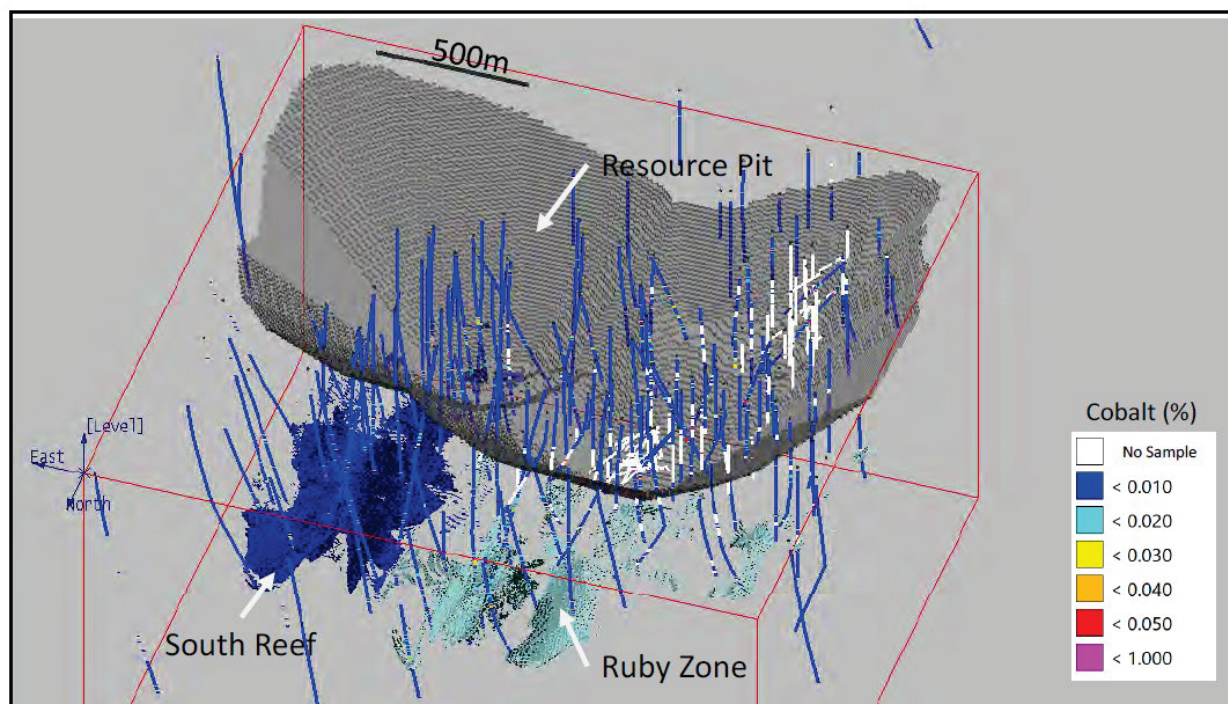 500m
Resource Pit
[Level]
East
North
South Reef
Ruby Zone
Cobalt (%)
No Sample
< 0.010
< 0.020
< 0.030
< 0.040
< 0.050
< 1.000